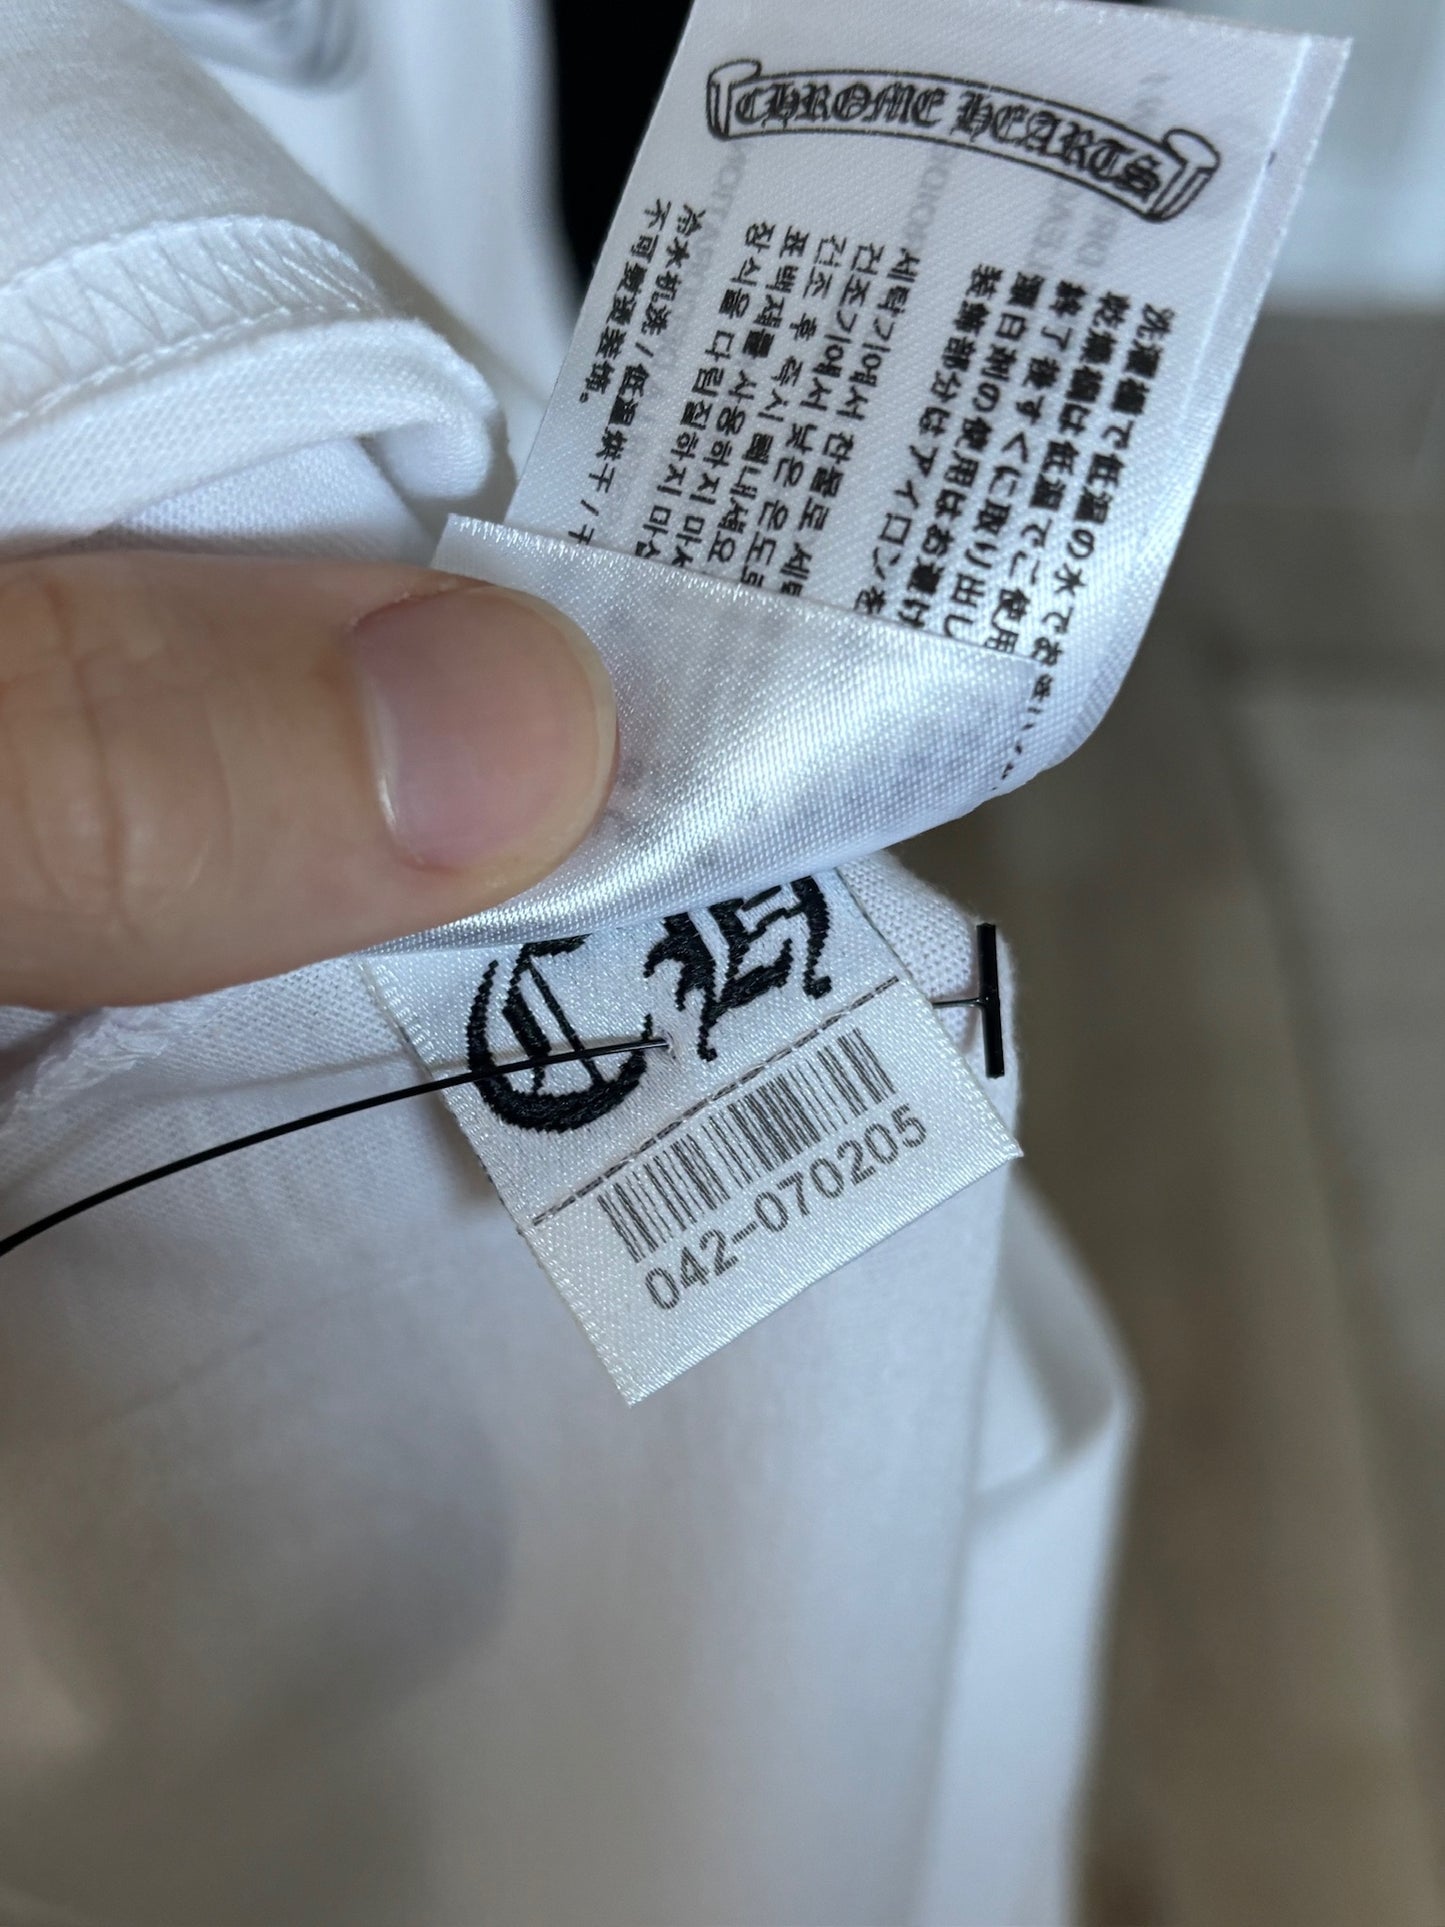 CHROME HEARTS
洗濯機で低温の水でお
乾燥機は低温でご使用
終了後すぐに取り出し
漂白剤の使用はお避け
装飾部分はアイロンを
세탁기에서 찬물로 세탁
건조기에서 낮은 온도로
건조 후 즉시 빼내세요
표백제를 사용하지 마세
장식을 다림질하지 마십
冷水机洗/低温烘干/
不可熨烫装饰。
CH
042-070205